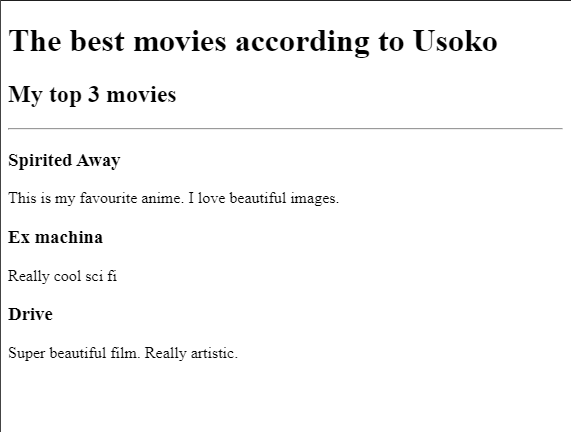 The best movies according to Usoko
My top 3 movies
Spirited Away
This is my favourite anime. I love beautiful images.
Ex machina
Really cool sci fi
Drive
Super beautiful film. Really artistic.